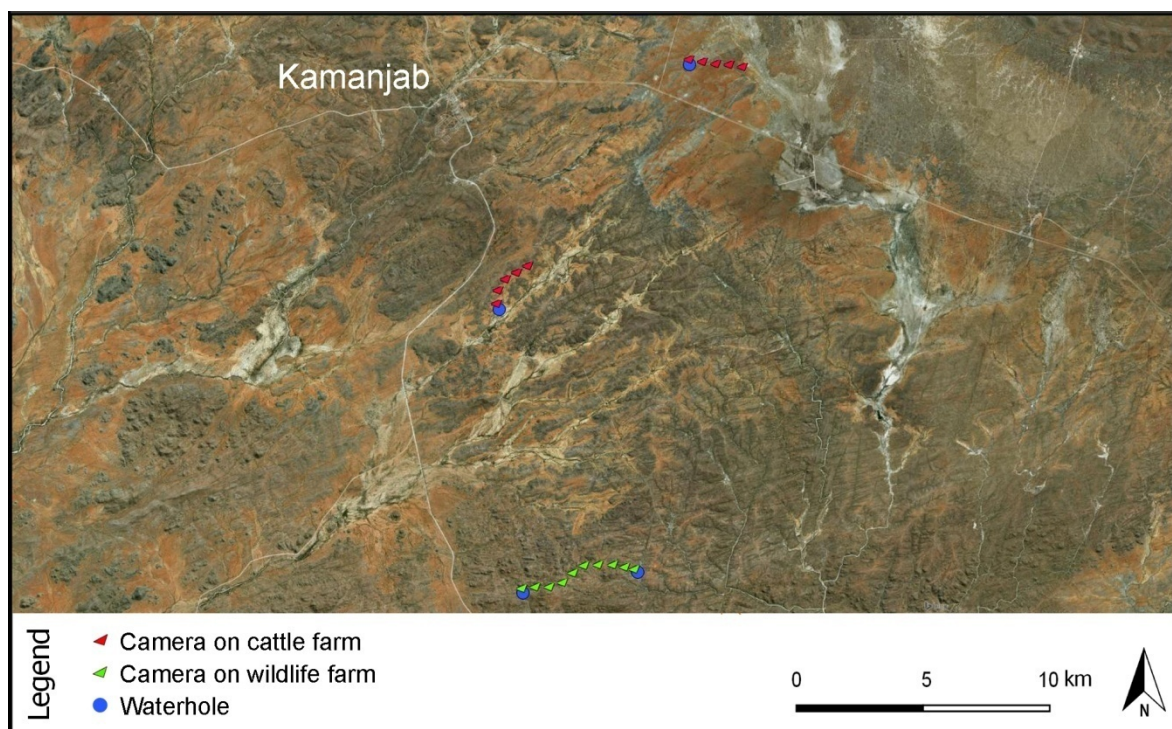 Kamanjab
Legend
Camera on cattle farm
Camera on wildlife farm
Waterhole
0 5 10 km
N